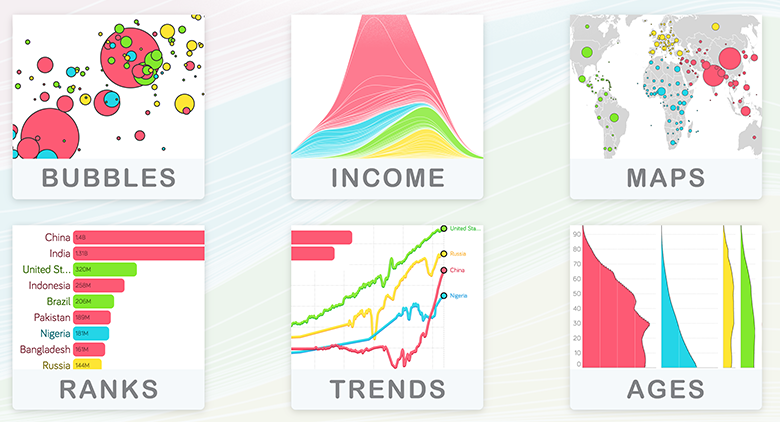 BUBBLES
INCOME
MAPS
China 1.4B
India 1.31B
United St... 320M
Indonesia 258M
Brazil 206M
Pakistan 189M
Nigeria 181M
Bangladesh 161M
Russia 144M
RANKS
United Stat...
Russia
China
Nigeria
TRENDS
90
80
70
60
50
40
30
20
10
0
AGES